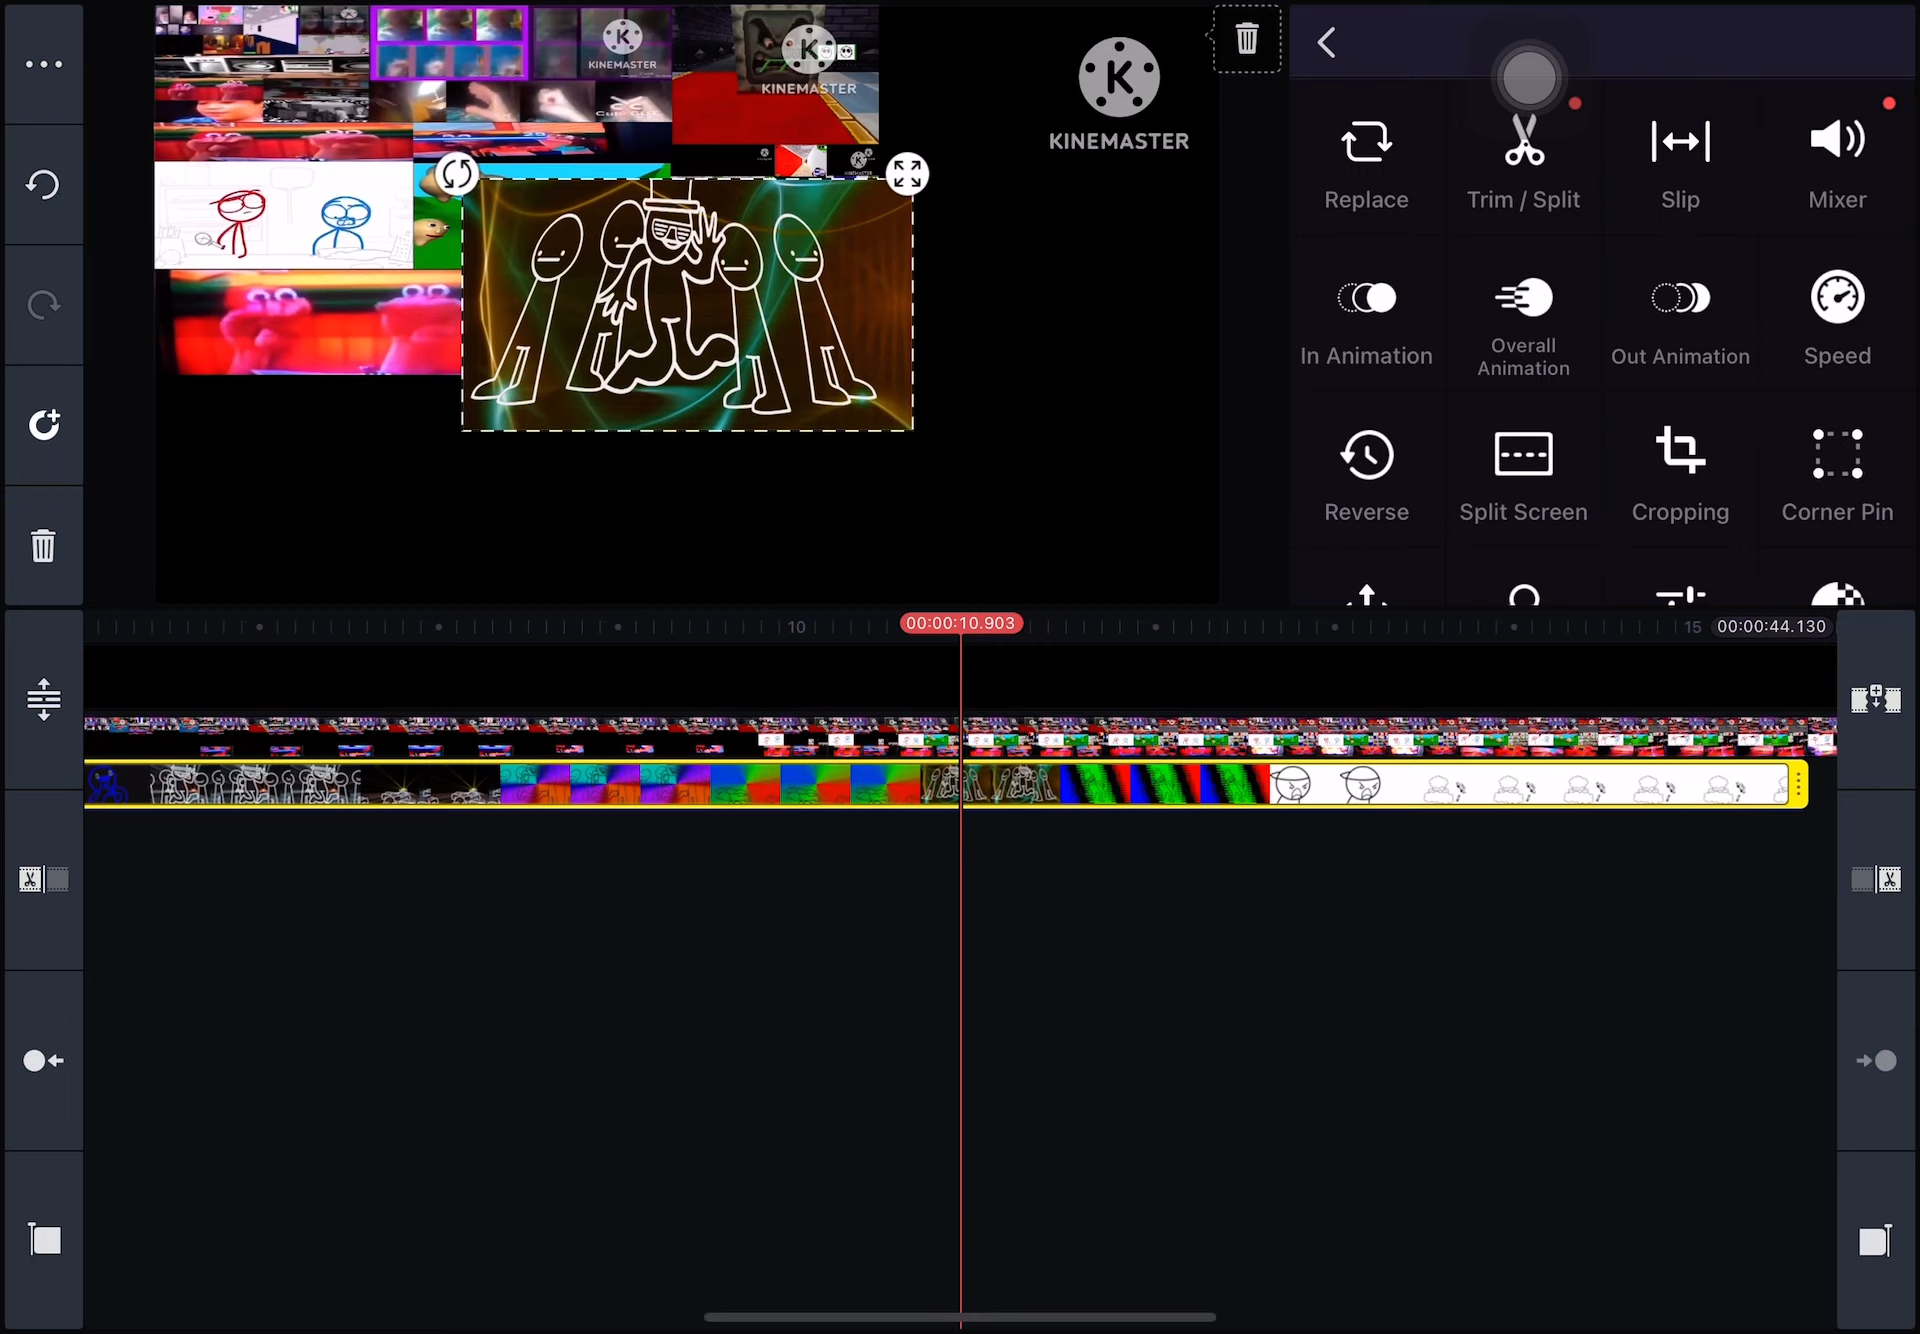 KINEMASTER
KINEMASTER
KINEMASTER
Replace
Trim / Split
Slip
Mixer
In Animation
Overall
Animation
Out Animation
Speed
Reverse
Split Screen
Cropping
Corner Pin
10
00:00:10.903
15
00:00:44.130